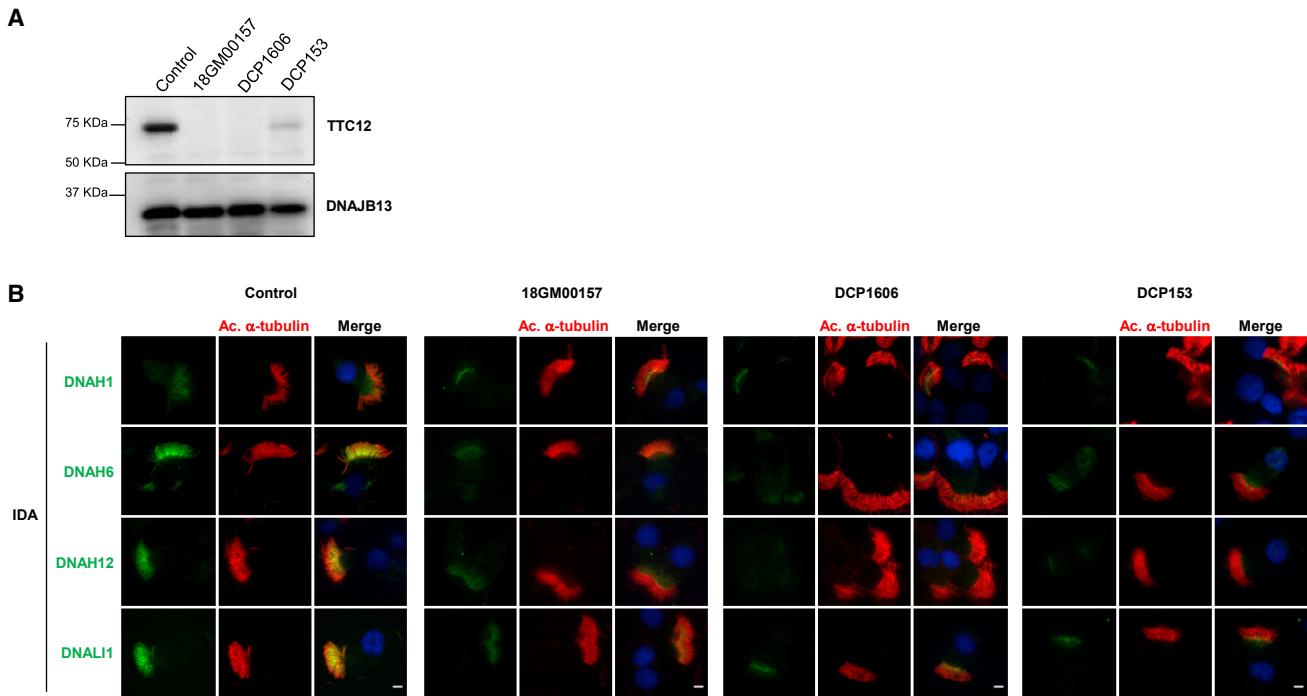 A
Control 18GM00157 DCP1606 DCP153
75 KDa TTC12
50 KDa
37 KDa DNAJB13
B
Control 18GM00157 DCP1606 DCP153
Ac. α-tubulin Merge Ac. α-tubulin Merge Ac. α-tubulin Merge Ac. α-tubulin Merge
DNAH1
DNAH6
IDA
DNAH12
DNALI1